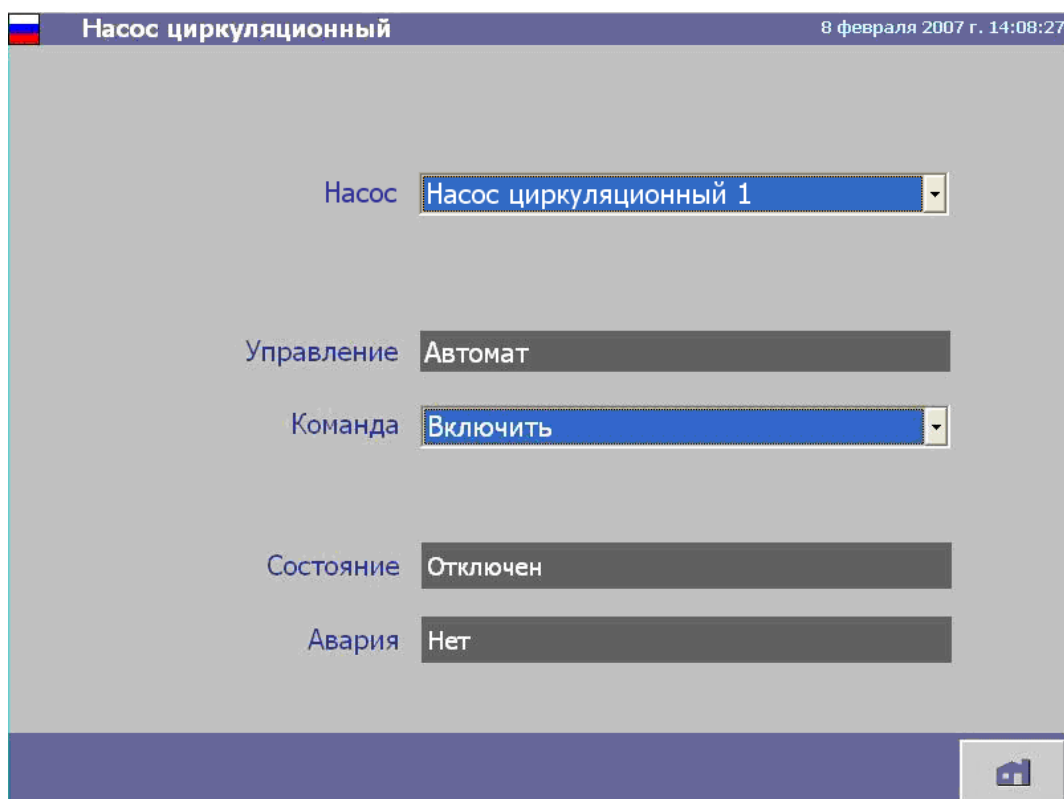 Насос циркуляционный 8 февраля 2007 г. 14:08:27
Насос Насос циркуляционный 1
Управление Автомат
Команда Включить
Состояние Отключен
Авария Нет